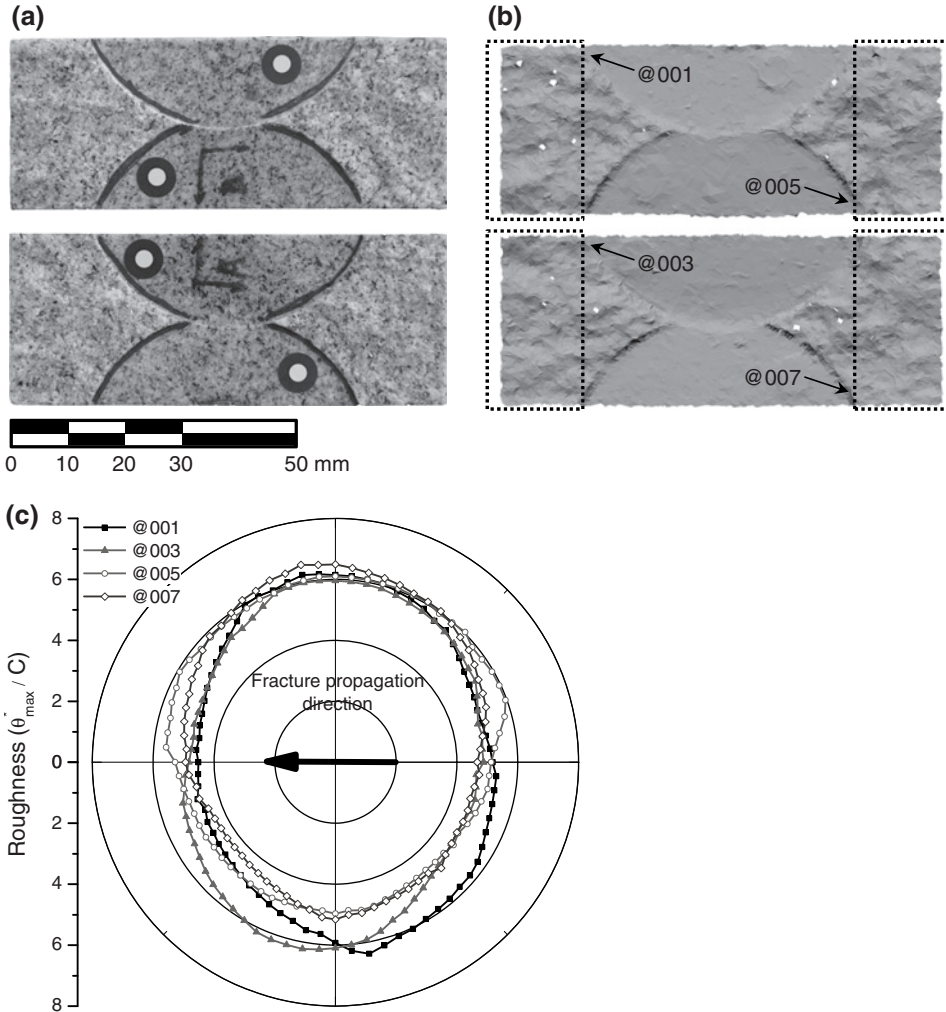 (a)
(b)
@001
@005
@003
@007
0 10 20 30 50 mm
(c)
8
6
4
2
0
2
4
6
8
Roughness (θ*max / C)
@001
@003
@005
@007
Fracture propagation
direction